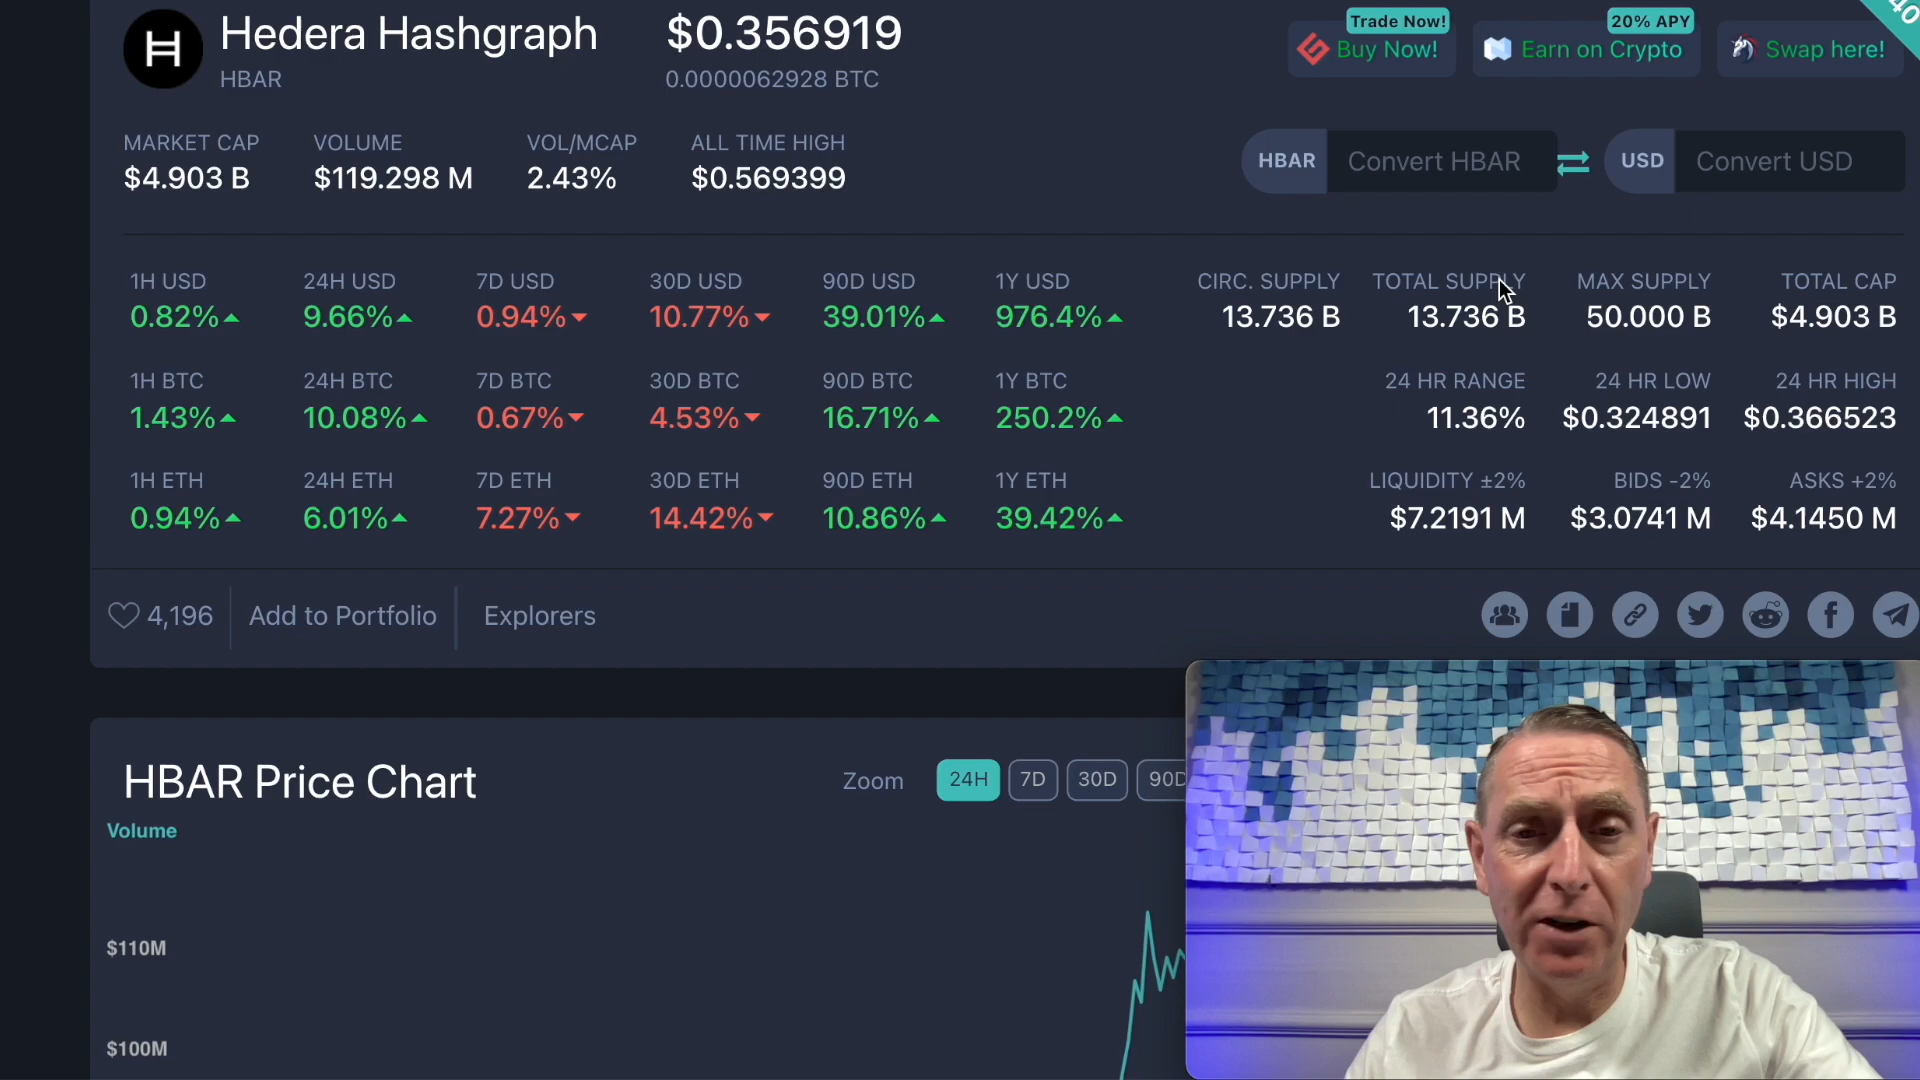 Hedera Hashgraph
HBAR
$0.356919
0.0000062928 BTC
Trade Now!
Buy Now!
20% APY
Earn on Crypto
Swap here!
40
MARKET CAP
$4.903 B
VOLUME
$119.298 M
VOL/MCAP
2.43%
ALL TIME HIGH
$0.569399
HBAR Convert HBAR
USD Convert USD
1H USD 24H USD 7D USD 30D USD 90D USD 1Y USD CIRC. SUPPLY TOTAL SUPPLY MAX SUPPLY TOTAL CAP
0.82% 9.66% 0.94% 10.77% 39.01% 976.4% 13.736 B 13.736 B 50.000 B $4.903 B
1H BTC 24H BTC 7D BTC 30D BTC 90D BTC 1Y BTC 24 HR RANGE 24 HR LOW 24 HR HIGH
1.43% 10.08% 0.67% 4.53% 16.71% 250.2% 11.36% $0.324891 $0.366523
1H ETH 24H ETH 7D ETH 30D ETH 90D ETH 1Y ETH LIQUIDITY ±2% BIDS -2% ASKS +2%
0.94% 6.01% 7.27% 14.42% 10.86% 39.42% $7.2191 M $3.0741 M $4.1450 M
4,196 Add to Portfolio Explorers
HBAR Price Chart
Zoom 24H 7D 30D 90D
Volume
$110M
$100M